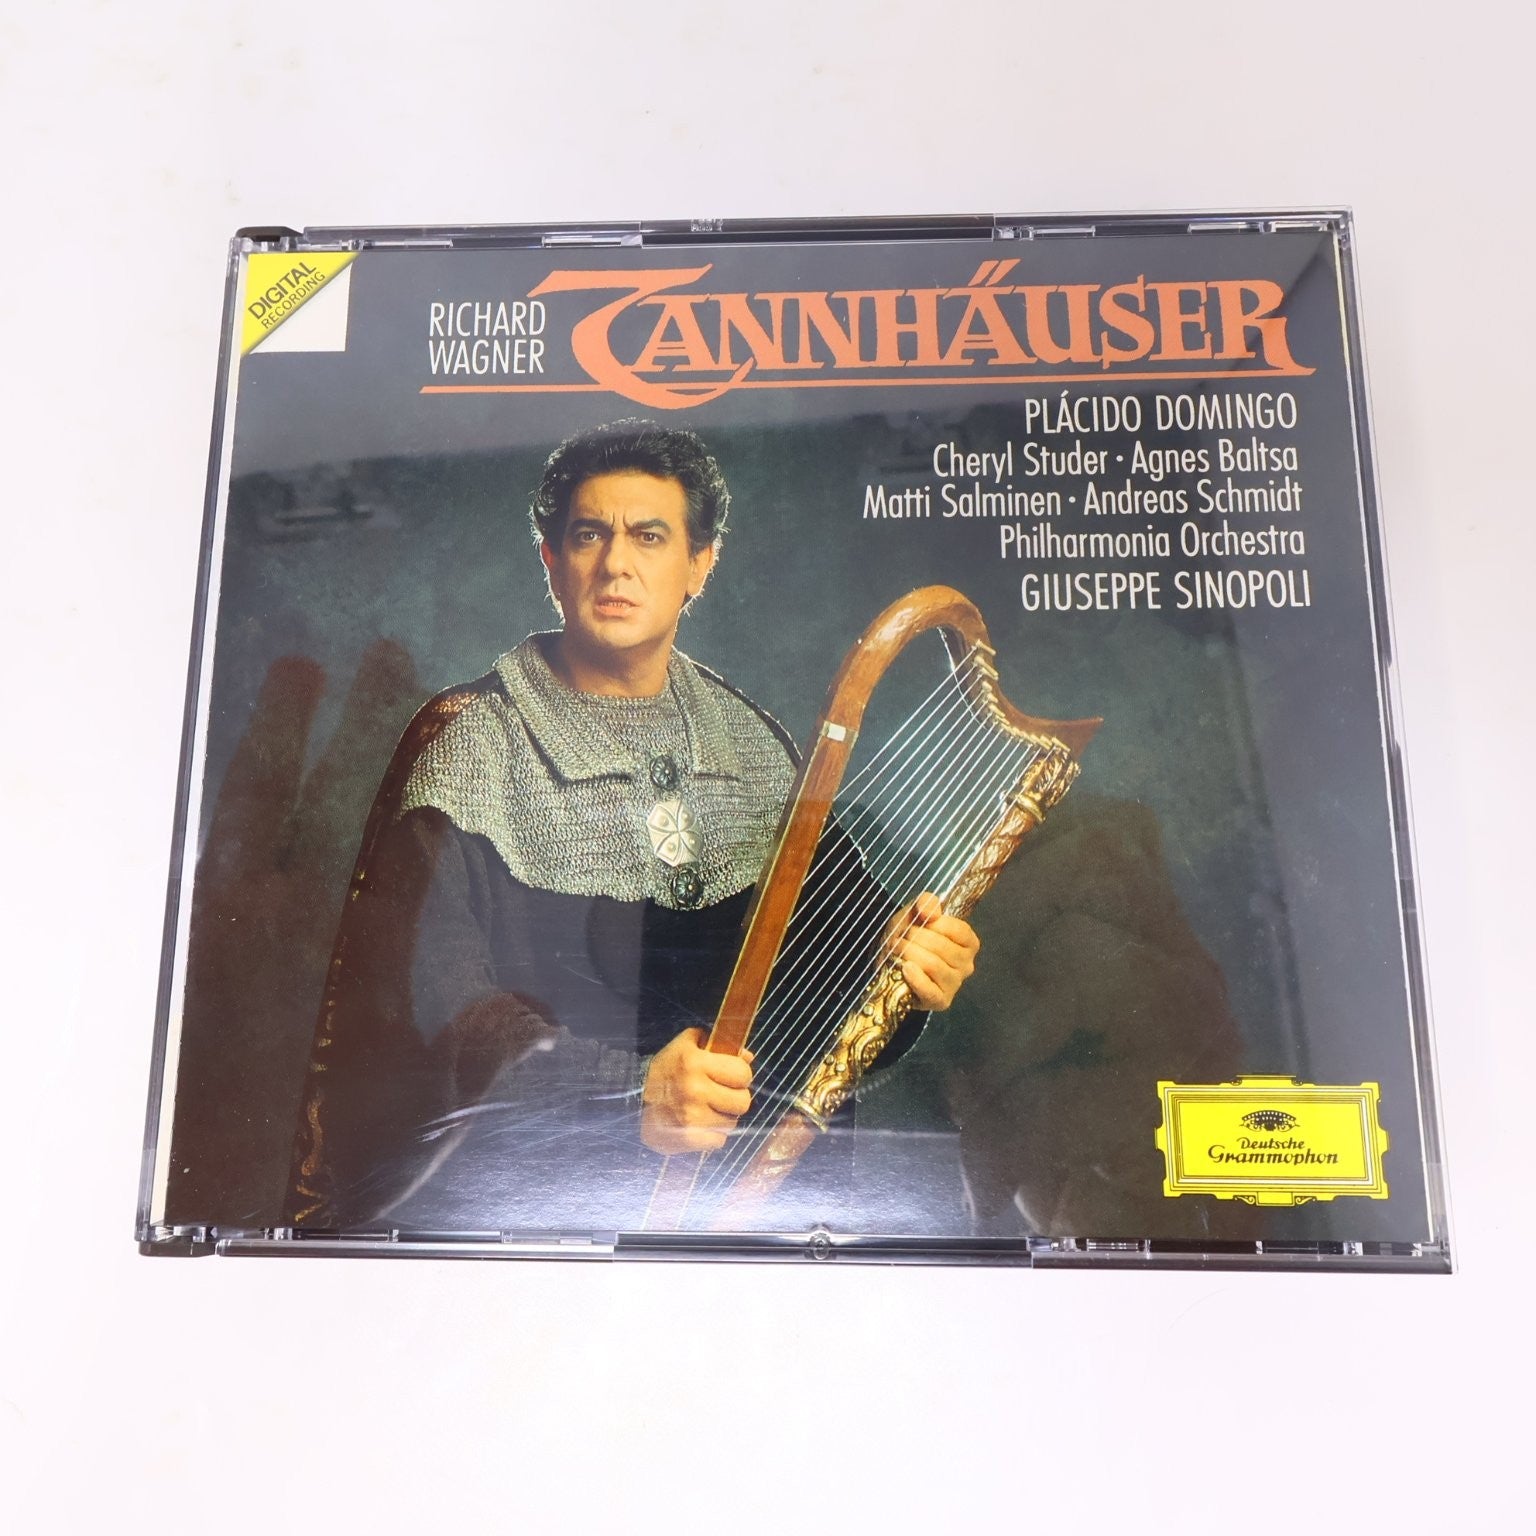 DIGITAL
RECORDING
RICHARD
WAGNER
TANNHÄUSER
PLÁCIDO DOMINGO
Cheryl Studer · Agnes Baltsa
Matti Salminen · Andreas Schmidt
Philharmonia Orchestra
GIUSEPPE SINOPOLI
Deutsche
Grammophon